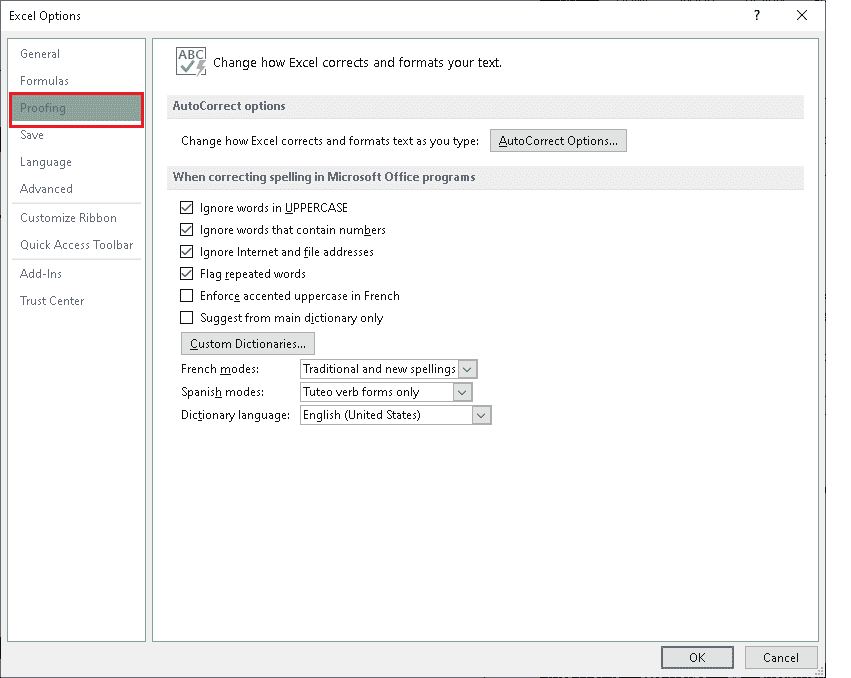 Excel Options
?
General
Formulas
Proofing
Save
Language
Advanced
Customize Ribbon
Quick Access Toolbar
Add-Ins
Trust Center
ABC
Change how Excel corrects and formats your text.
AutoCorrect options
Change how Excel corrects and formats text as you type: AutoCorrect Options...
When correcting spelling in Microsoft Office programs
Ignore words in UPPERCASE
Ignore words that contain numbers
Ignore Internet and file addresses
Flag repeated words
Enforce accented uppercase in French
Suggest from main dictionary only
Custom Dictionaries...
French modes: Traditional and new spellings
Spanish modes: Tuteo verb forms only
Dictionary language: English (United States)
OK Cancel